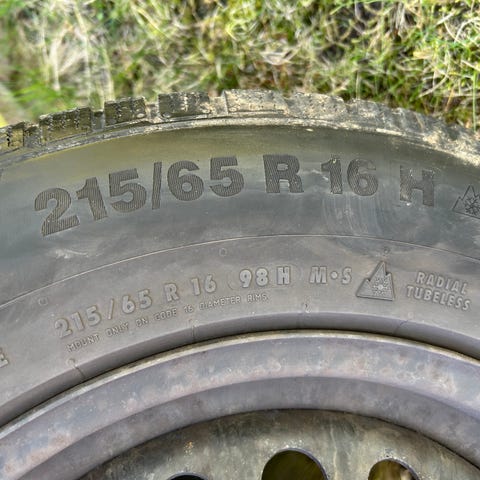 215/65 R 16 H
215/65 R 16 (98H) M•S
MOUNT ONLY ON CODE 16 DIAMETER RIMS.
RADIAL
TUBELESS